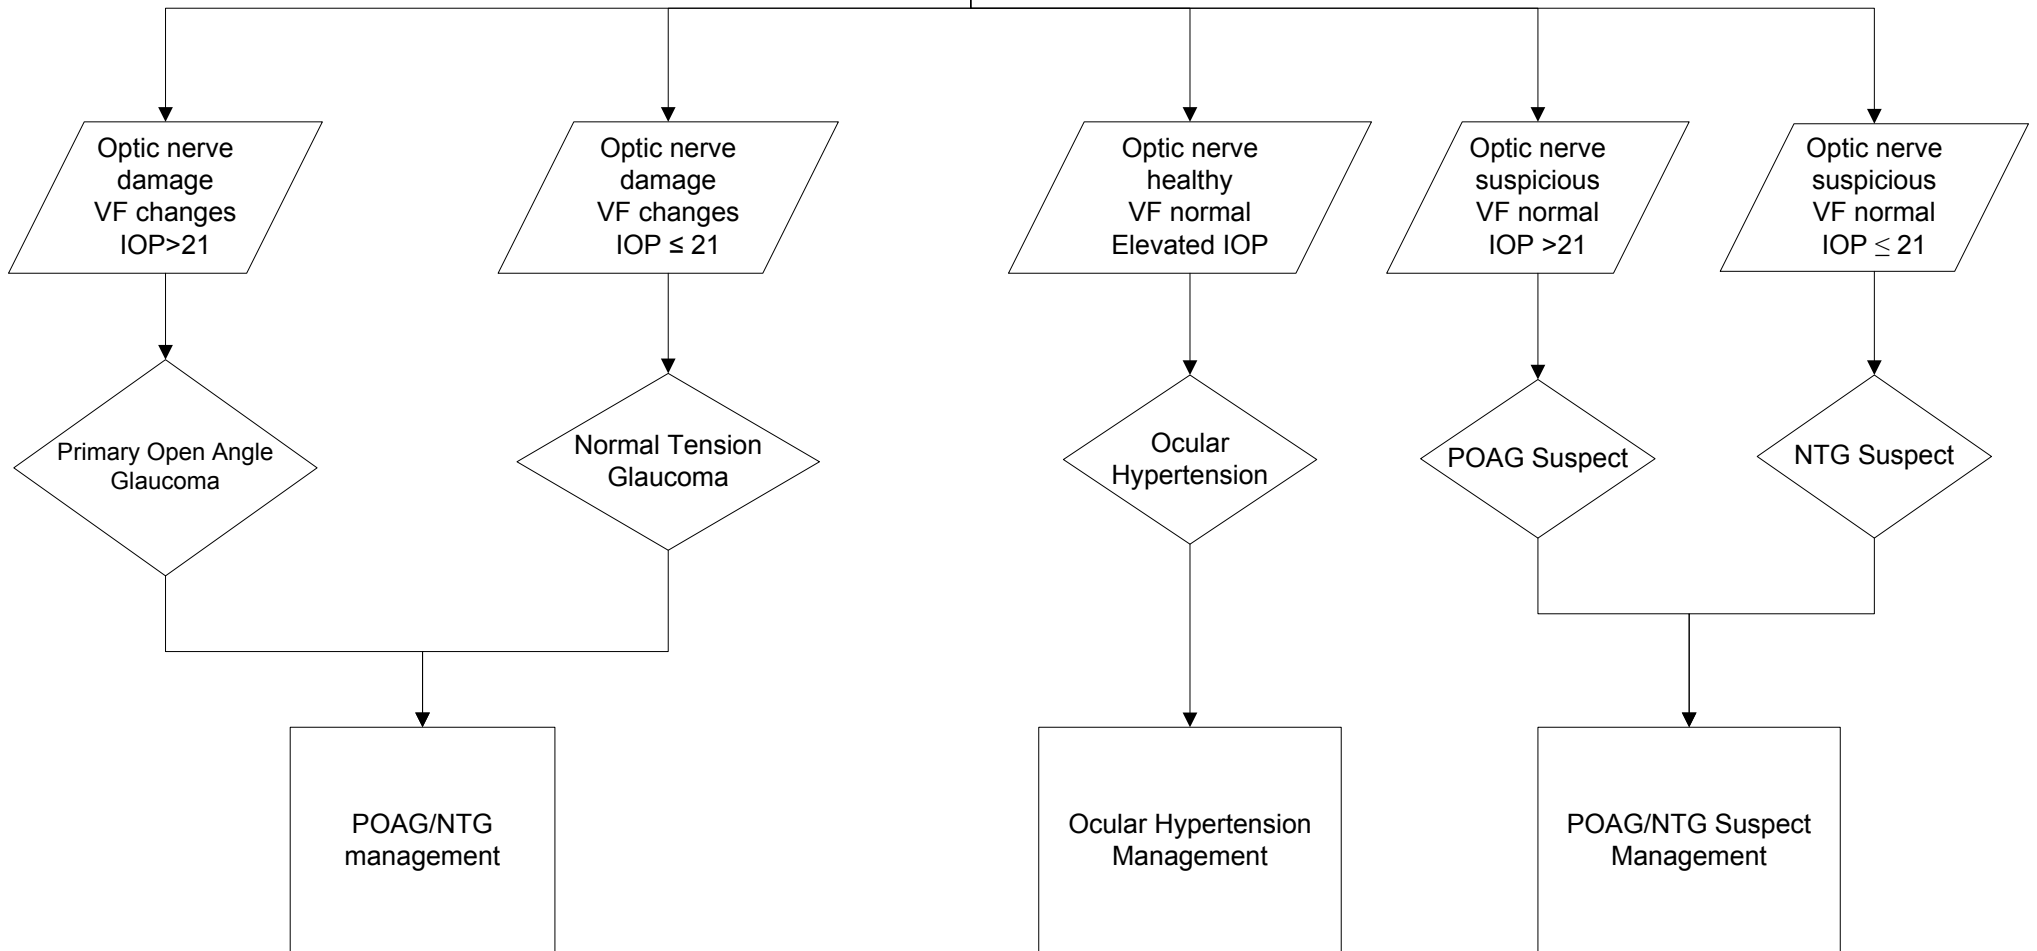 Optic nerve
damage
VF changes
IOP>21
Optic nerve
damage
VF changes
IOP ≤ 21
Optic nerve
healthy
VF normal
Elevated IOP
Optic nerve
suspicious
VF normal
IOP >21
Optic nerve
suspicious
VF normal
IOP ≤ 21
Primary Open Angle
Glaucoma
Normal Tension
Glaucoma
Ocular
Hypertension
POAG Suspect
NTG Suspect
POAG/NTG
management
Ocular Hypertension
Management
POAG/NTG Suspect
Management